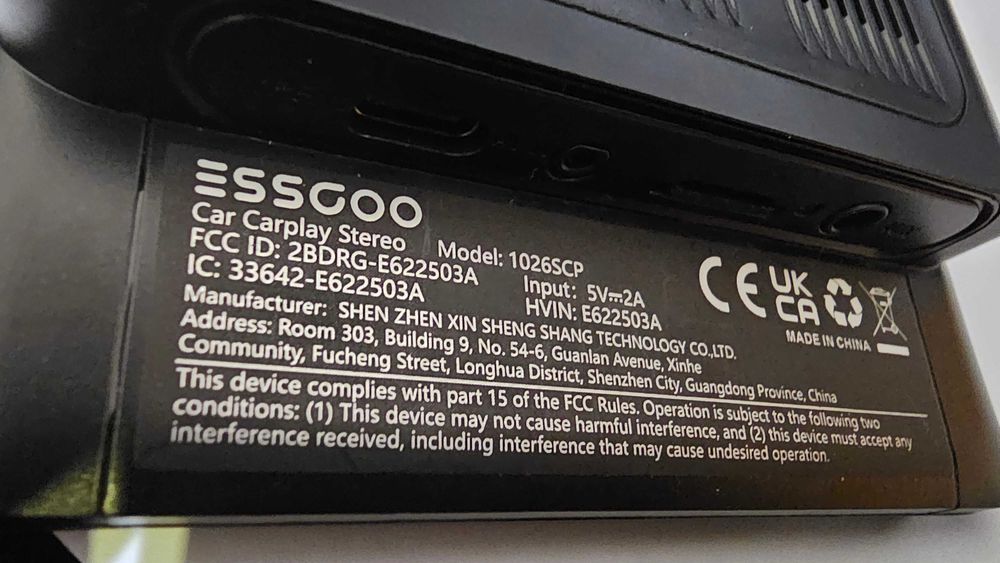 ESSGOO
Car Carplay Stereo Model: 1026SCP
FCC ID: 2BDRG-E622503A Input: 5V⎓2A
IC: 33642-E622503A HVIN: E622503A
Manufacturer: SHEN ZHEN XIN SHENG SHANG TECHNOLOGY CO.,LTD.
Address: Room 303, Building 9, No. 54-6, Guanlan Avenue, Xinhe
Community, Fucheng Street, Longhua District, Shenzhen City, Guangdong Province, China
CE UK
CA
MADE IN CHINA
This device complies with part 15 of the FCC Rules. Operation is subject to the following two
conditions: (1) This device may not cause harmful interference, and (2) this device must accept any
interference received, including interference that may cause undesired operation.